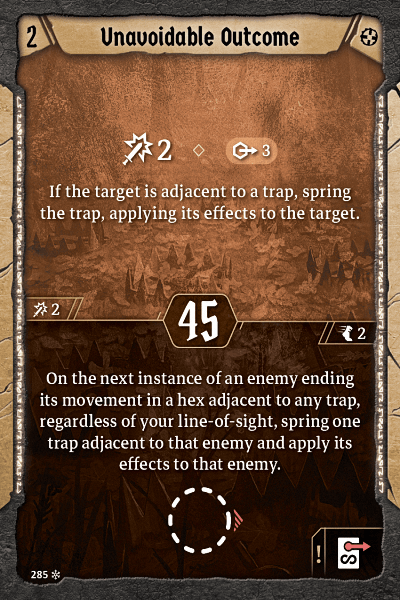 2
Unavoidable Outcome
2
3
If the target is adjacent to a trap, spring
the trap, applying its effects to the target.
2
45
2
On the next instance of an enemy ending
its movement in a hex adjacent to any trap,
regardless of your line-of-sight, spring one
trap adjacent to that enemy and apply its
effects to that enemy.
!
S
285